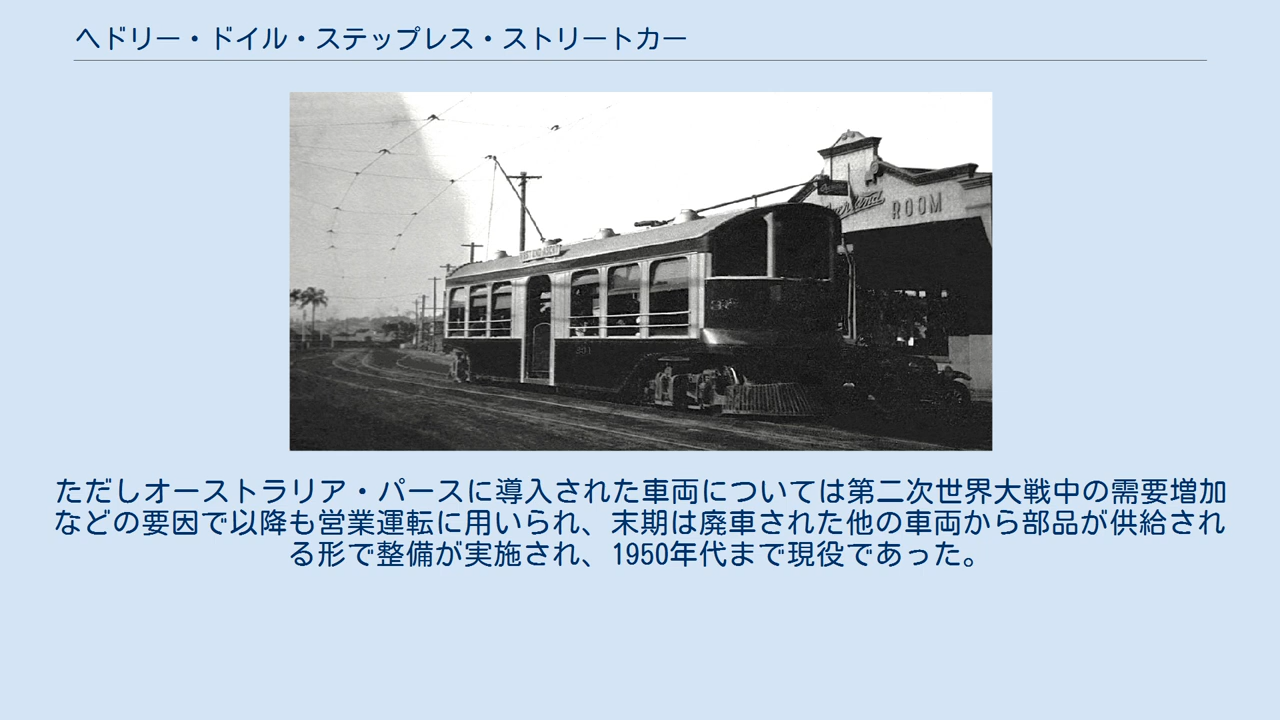 ヘドリー・ドイル・ステップレス・ストリートカー
ROOM
ただしオーストラリア・パースに導入された車両については第二次世界大戦中の需要増加
などの要因で以降も営業運転に用いられ、末期は廃車された他の車両から部品が供給され
る形で整備が実施され、1950年代まで現役であった。